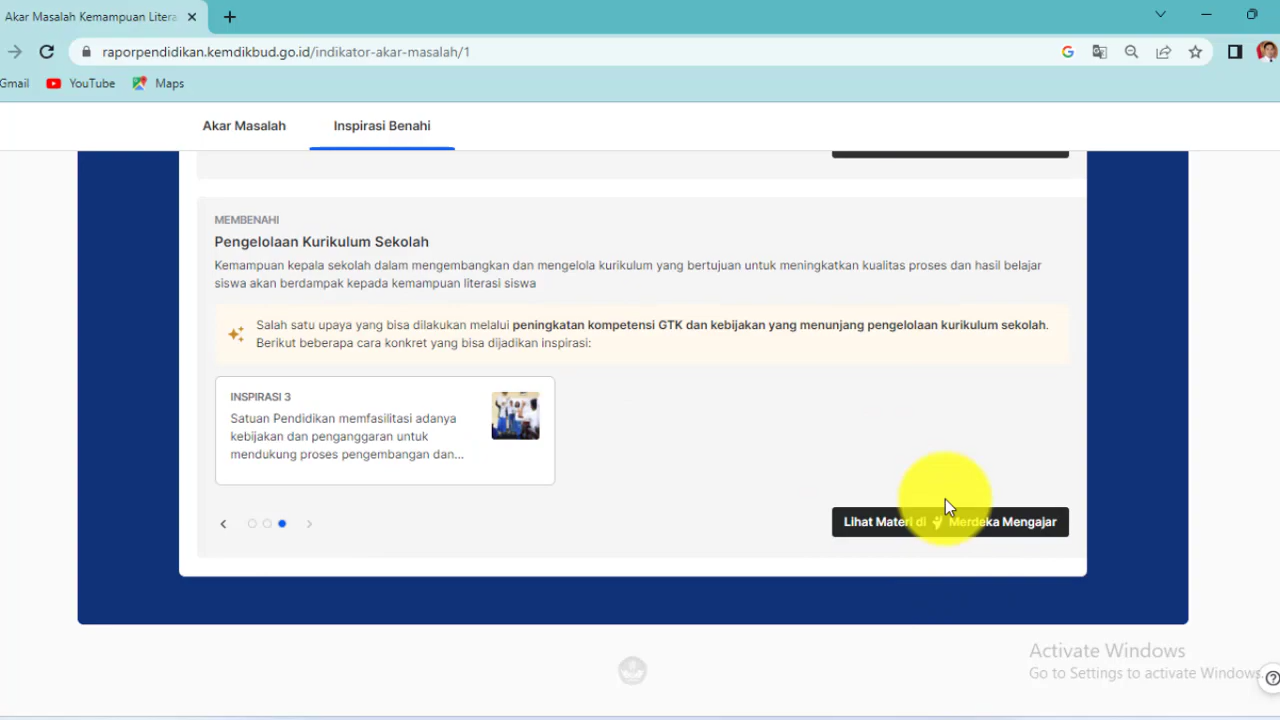 Akar Masalah Kemampuan Litera
raporpendidikan.kemdikbud.go.id/indikator-akar-masalah/1
Gmail YouTube Maps
Akar Masalah Inspirasi Benahi
MEMBENAHI
Pengelolaan Kurikulum Sekolah
Kemampuan kepala sekolah dalam mengembangkan dan mengelola kurikulum yang bertujuan untuk meningkatkan kualitas proses dan hasil belajar
siswa akan berdampak kepada kemampuan literasi siswa
Salah satu upaya yang bisa dilakukan melalui peningkatan kompetensi GTK dan kebijakan yang menunjang pengelolaan kurikulum sekolah.
Berikut beberapa cara konkret yang bisa dijadikan inspirasi:
INSPIRASI 3
Satuan Pendidikan memfasilitasi adanya
kebijakan dan penganggaran untuk
mendukung proses pengembangan dan...
Lihat Materi di Merdeka Mengajar
Activate Windows
Go to Settings to activate Windows.